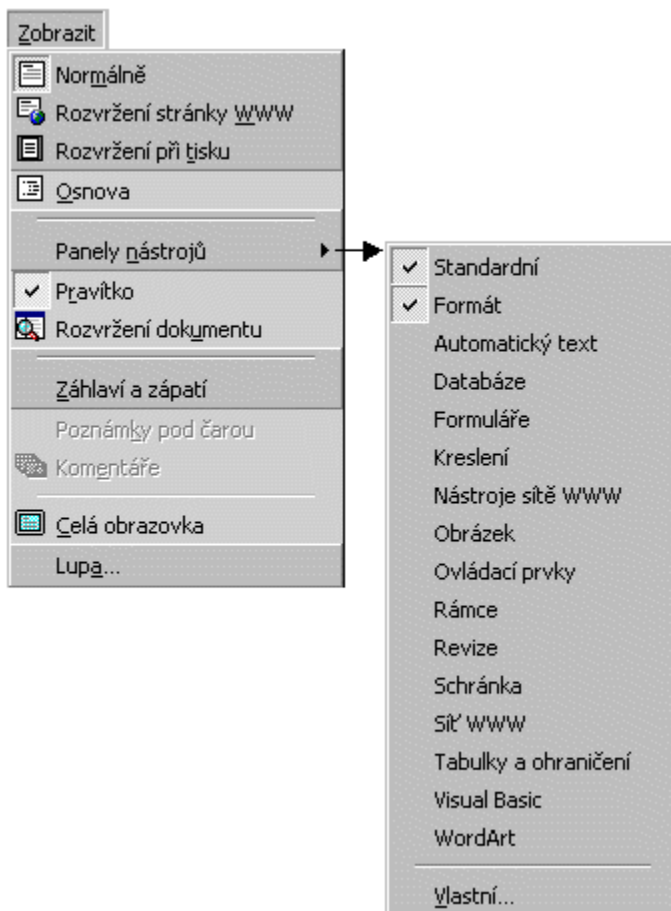 Zobrazit
Normálně
Rozvržení stránky WWW
Rozvržení při tisku
Osnova
Panely nástrojů
Pravítko
Rozvržení dokumentu
Záhlaví a zápatí
Poznámky pod čarou
Komentáře
Celá obrazovka
Lupa...
Standardní
Formát
Automatický text
Databáze
Formuláře
Kreslení
Nástroje sítě WWW
Obrázek
Ovládací prvky
Rámce
Revize
Schránka
Síť WWW
Tabulky a ohraničení
Visual Basic
WordArt
Vlastní...